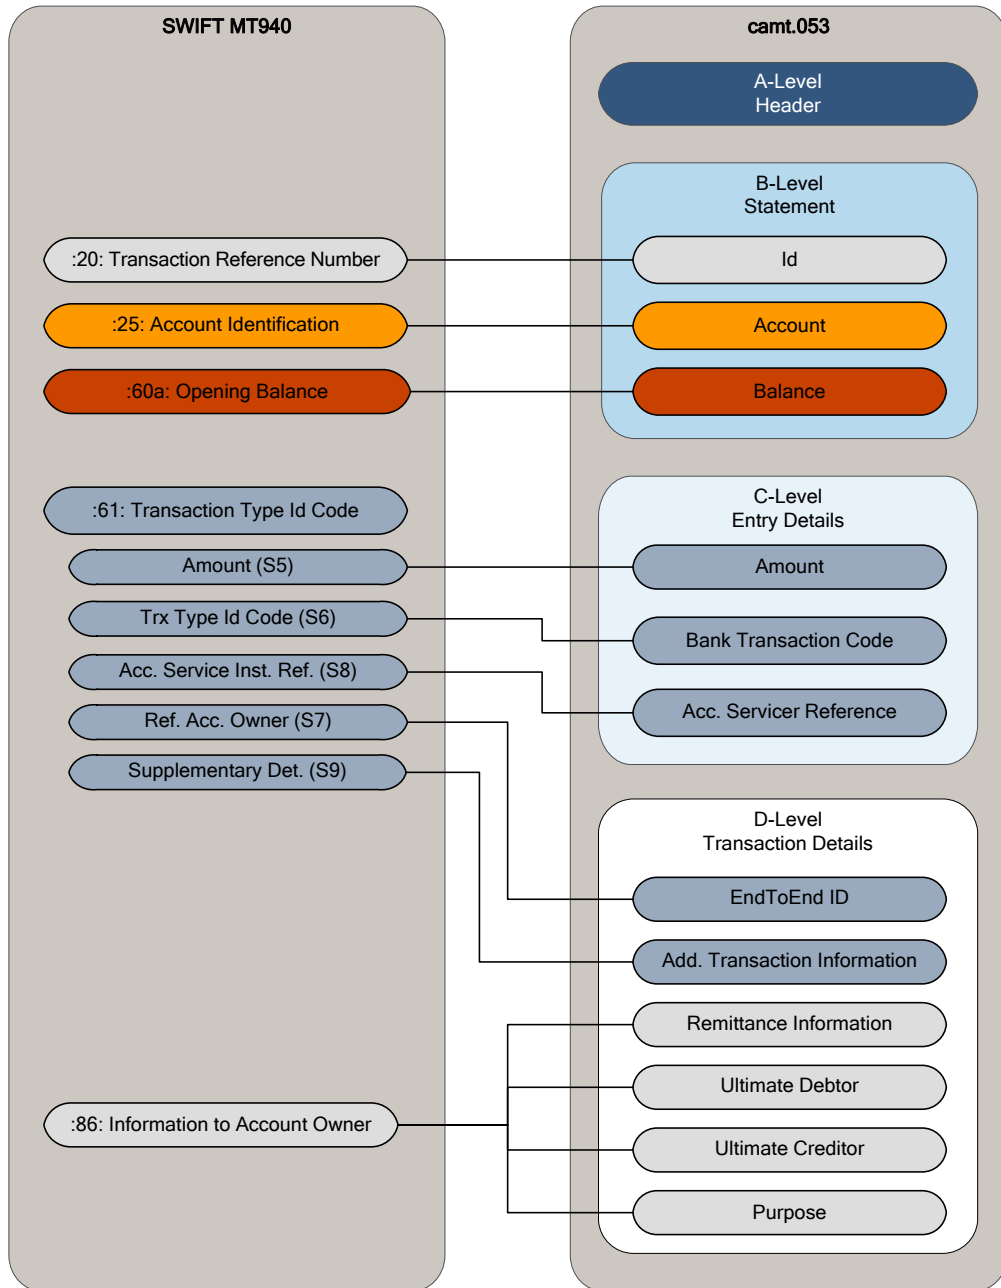 SWIFT MT940
:20: Transaction Reference Number
:25: Account Identification
:60a: Opening Balance
:61: Transaction Type Id Code
Amount (S5)
Trx Type Id Code (S6)
Acc. Service Inst. Ref. (S8)
Ref. Acc. Owner (S7)
Supplementary Det. (S9)
:86: Information to Account Owner
camt.053
A-Level
Header
B-Level
Statement
Id
Account
Balance
C-Level
Entry Details
Amount
Bank Transaction Code
Acc. Servicer Reference
D-Level
Transaction Details
EndToEnd ID
Add. Transaction Information
Remittance Information
Ultimate Debtor
Ultimate Creditor
Purpose